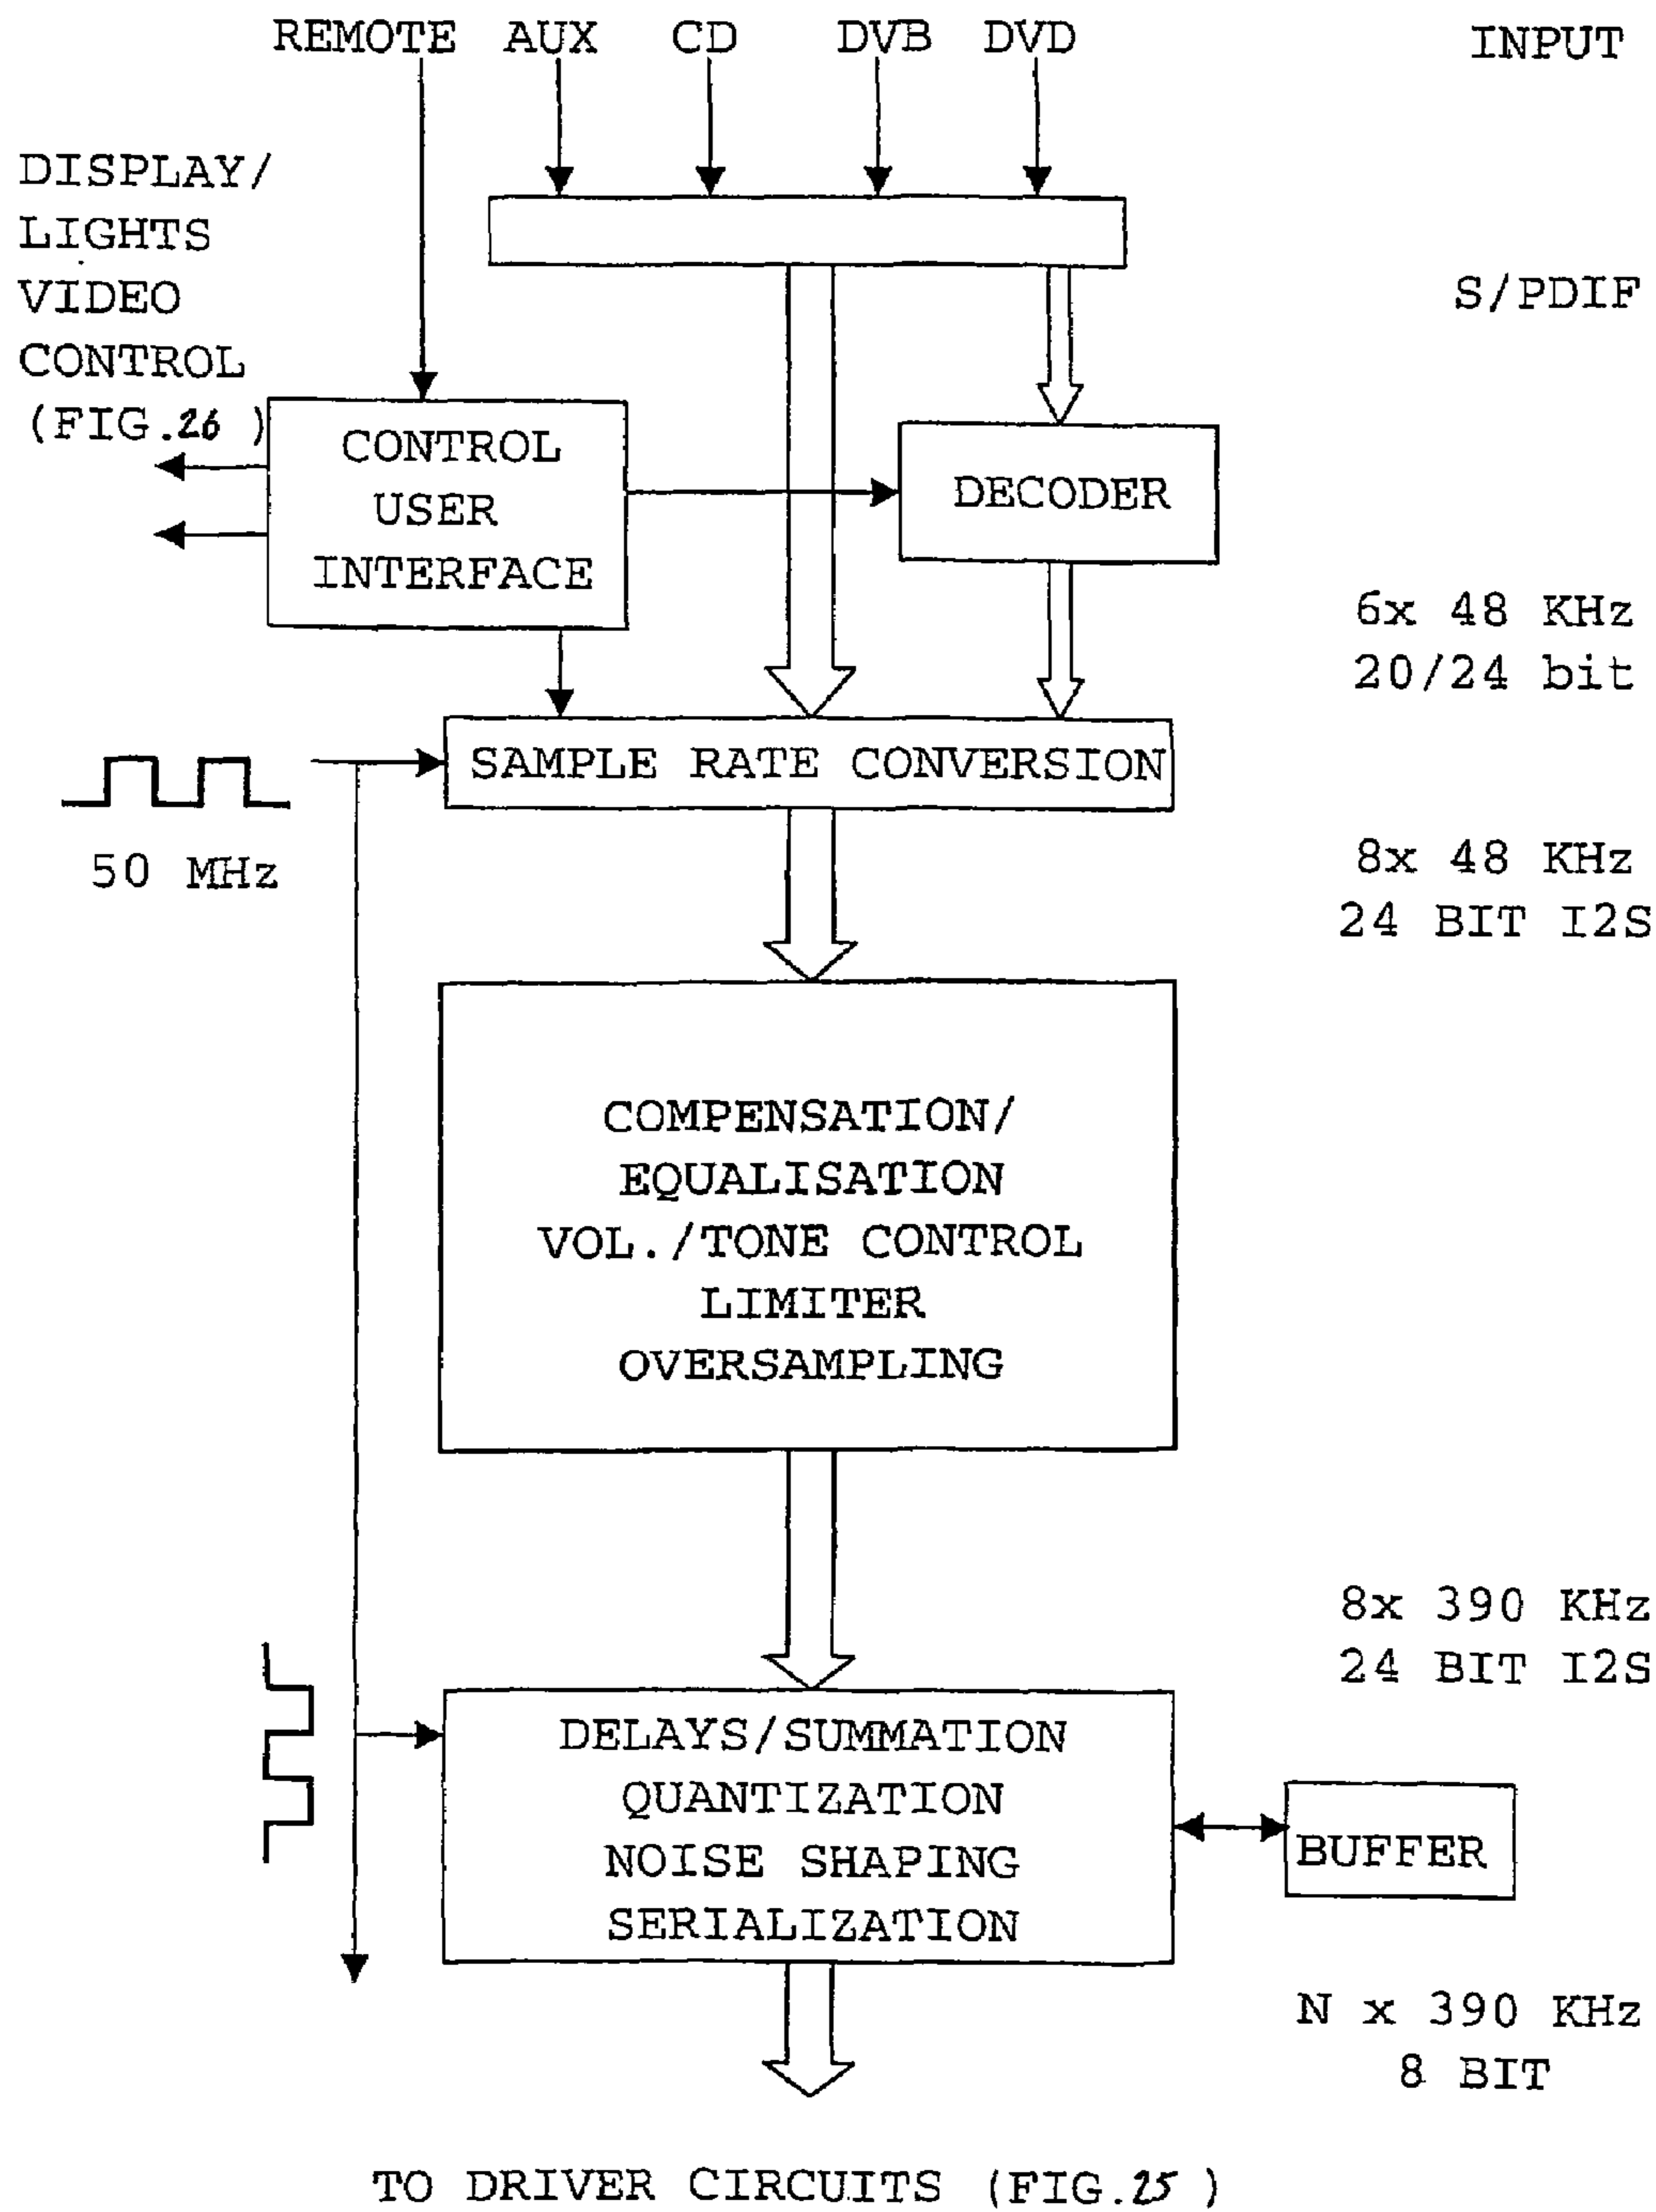 REMOTE AUX CD DVB DVD INPUT
DISPLAY/
LIGHTS
VIDEO
CONTROL
(FIG.26 )
S/PDIF
CONTROL
USER
INTERFACE
DECODER
6x 48 KHz
20/24 bit
SAMPLE RATE CONVERSION
50 MHz
8x 48 KHz
24 BIT I2S
COMPENSATION/
EQUALISATION
VOL./TONE CONTROL
LIMITER
OVERSAMPLING
8x 390 KHz
24 BIT I2S
DELAYS/SUMMATION
QUANTIZATION
NOISE SHAPING
SERIALIZATION
BUFFER
N x 390 KHz
8 BIT
TO DRIVER CIRCUITS (FIG.25 )